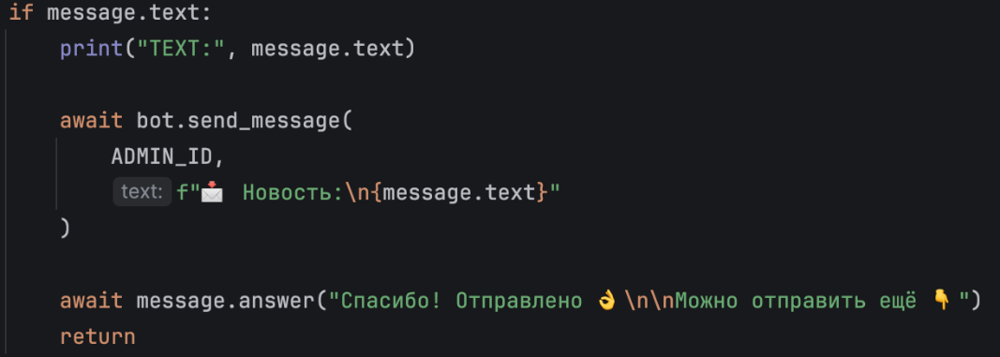 if message.text:
print("TEXT:", message.text)
await bot.send_message(
ADMIN_ID,
text: f"📩 Новость:\n{message.text}"
)
await message.answer("Спасибо! Отправлено 👌\n\nМожно отправить ещё 👇")
return